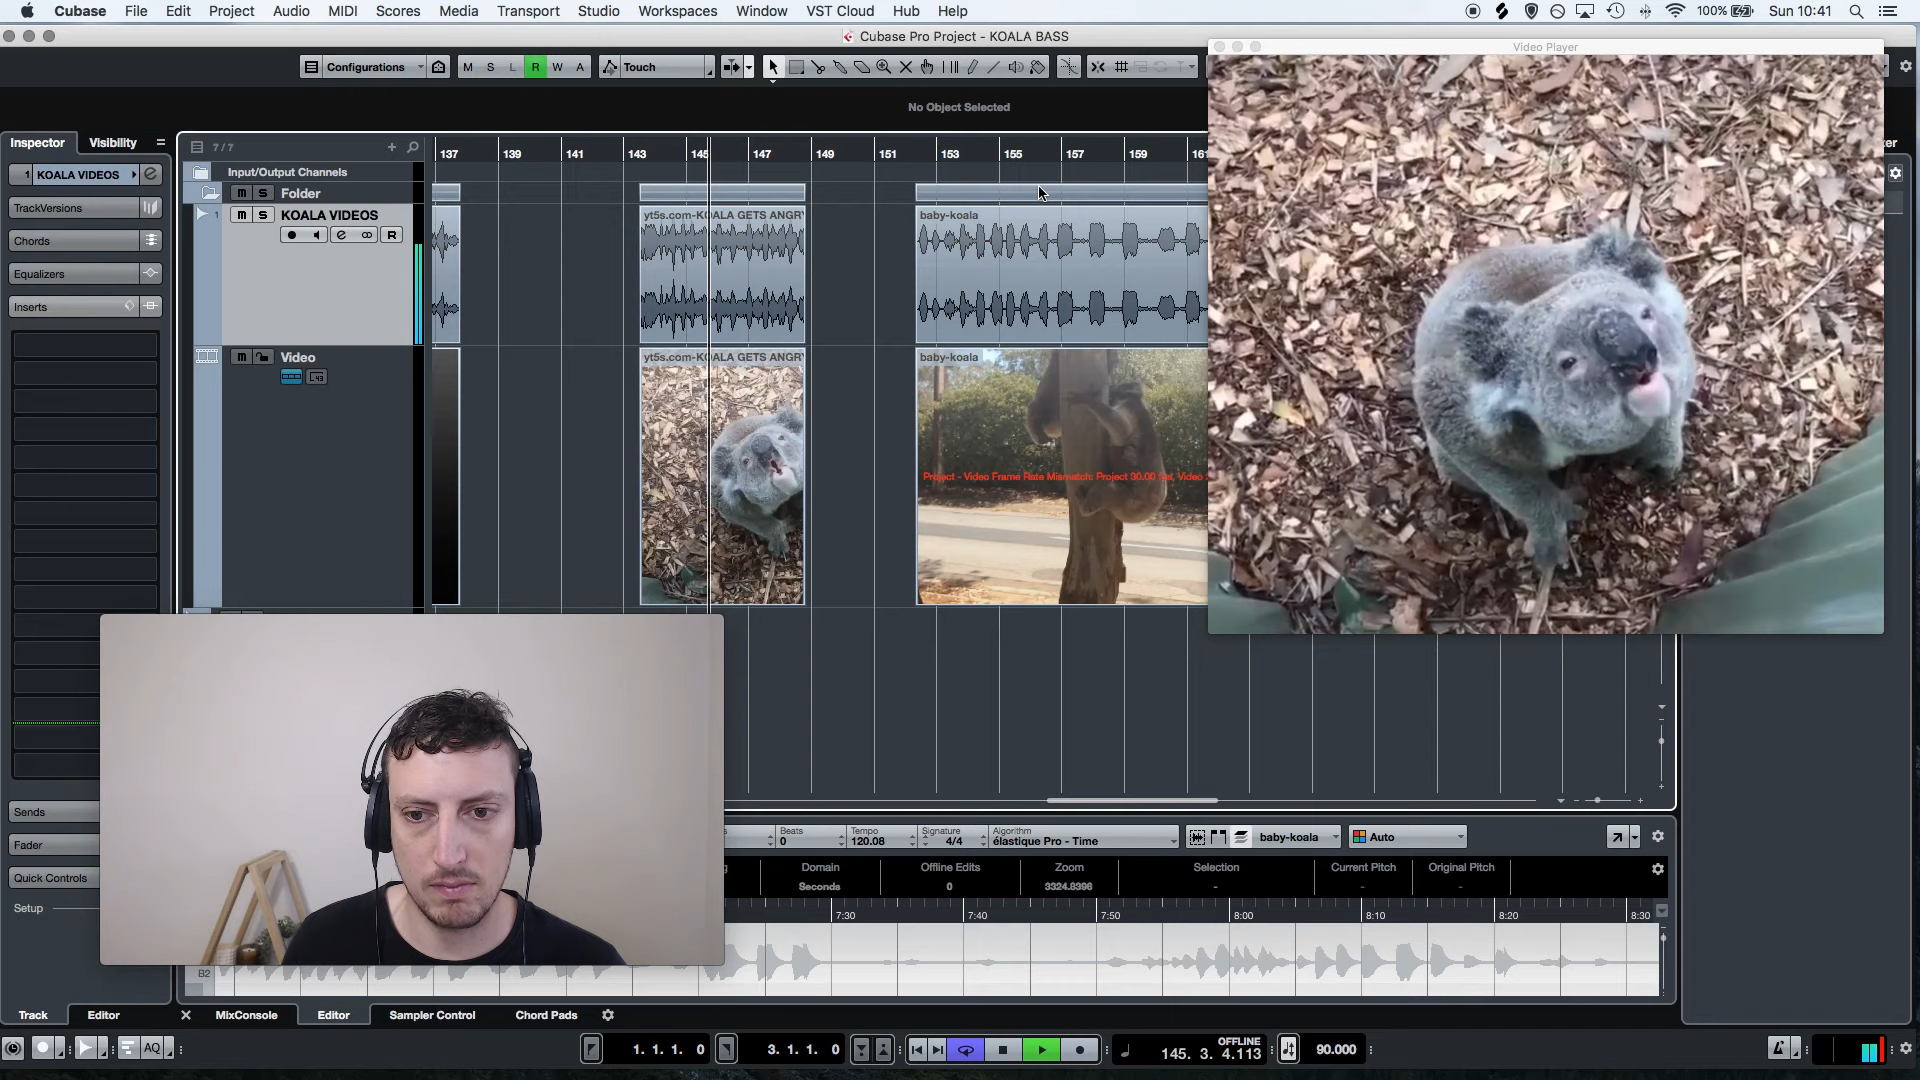 Cubase File Edit Project Audio MIDI Scores Media Transport Studio Workspaces Window VST Cloud Hub Help
100% Sun 10:41
Cubase Pro Project - KOALA BASS
Video Player
Configurations M S L R W A Touch
No Object Selected
Inspector Visibility
7 / 7
137 139 141 143 145 147 149 151 153 155 157 159 161
1 KOALA VIDEOS
Input/Output Channels
m S Folder
TrackVersions
1 m S KOALA VIDEOS
yt5s.com-KOALA GETS ANGRY
baby-koala
R
Chords
Equalizers
Inserts
m Video
yt5s.com-KOALA GETS ANGRY
baby-koala
Project - Video Frame Rate Mismatch: Project 30.00 fps, Video
Sends
Fader
Quick Controls
Setup
Beats
0
Tempo
120.08
Signature
4/4
Algorithm
élastique Pro - Time
baby-koala
Auto
Domain
Seconds
Offline Edits
0
Zoom
3324.8396
Selection
-
Current Pitch
-
Original Pitch
-
7:30 7:40 7:50 8:00 8:10 8:20 8:30
B2
Track Editor MixConsole Editor Sampler Control Chord Pads
AQ
1. 1. 1. 0
3. 1. 1. 0
OFFLINE
145. 3. 4.113
90.000